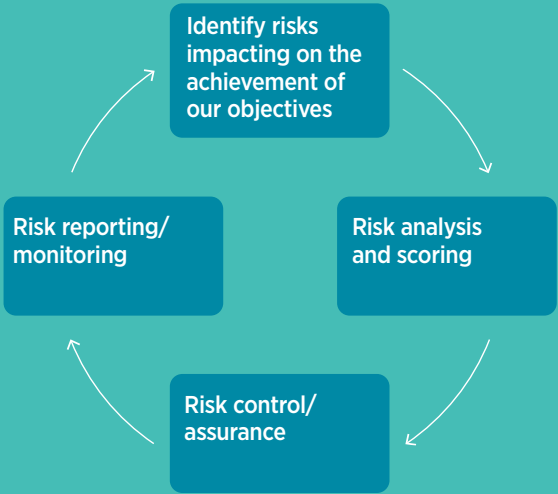 Identify risks
impacting on the
achievement of
our objectives
Risk analysis
and scoring
Risk control/
assurance
Risk reporting/
monitoring